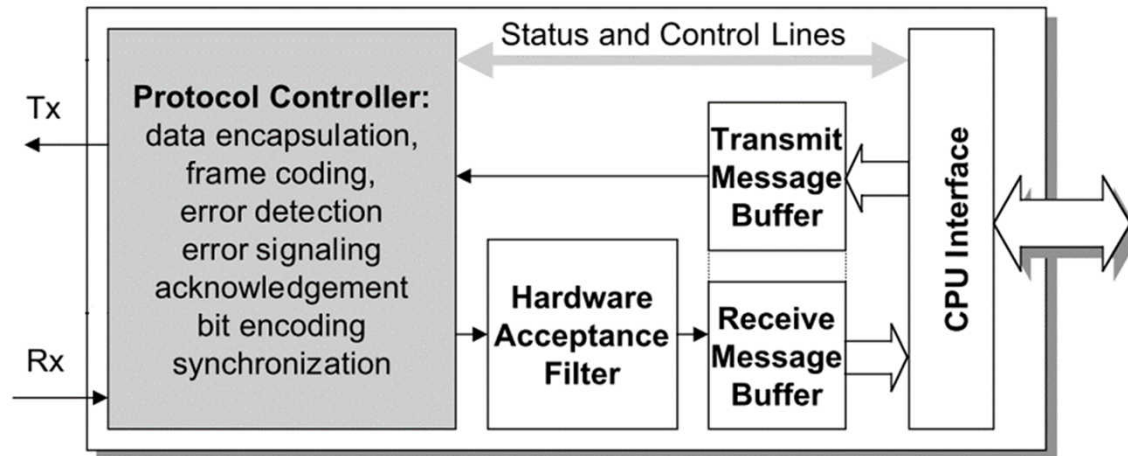 Status and Control Lines
Tx
Rx
Protocol Controller:
data encapsulation,
frame coding,
error detection
error signaling
acknowledgement
bit encoding
synchronization
Hardware
Acceptance
Filter
Transmit
Message
Buffer
Receive
Message
Buffer
CPU Interface